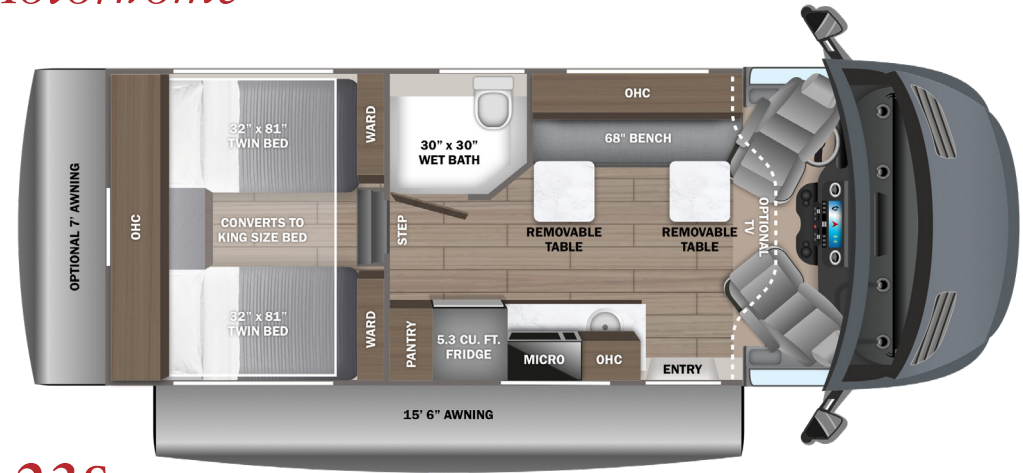 OPTIONAL 7' AWNING
OHC
32" x 81"
TWIN BED
WARD
30" x 30"
WET BATH
OHC
68" BENCH
CONVERTS TO
KING SIZE BED
STEP
REMOVABLE
TABLE
REMOVABLE
TABLE
OPTIONAL
TV
32" x 81"
TWIN BED
WARD
PANTRY
5.3 CU. FT.
FRIDGE
MICRO
OHC
ENTRY
15' 6" AWNING